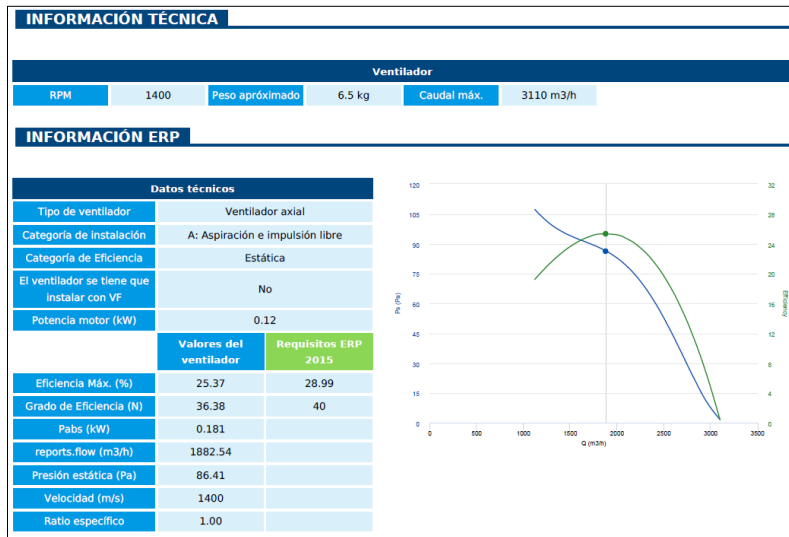 INFORMACIÓN TÉCNICA
Ventilador
RPM 1400 Peso apróximado 6.5 kg Caudal máx. 3110 m3/h
INFORMACIÓN ERP
Datos técnicos
Tipo de ventilador Ventilador axial
Categoría de instalación A: Aspiración e impulsión libre
Categoría de Eficiencia Estática
El ventilador se tiene que
instalar con VF
No
Potencia motor (kW) 0.12
Valores del
ventilador
Requisitos ERP
2015
Eficiencia Máx. (%) 25.37 28.99
Grado de Eficiencia (N) 36.38 40
Pabs (kW) 0.181
reports.flow (m3/h) 1882.54
Presión estática (Pa) 86.41
Velocidad (m/s) 1400
Ratio específico 1.00
120
105
90
75
60
45
30
15
0
Ps (Pa)
32
28
24
20
16
12
8
4
0
Efficiency
0 500 1000 1500 2000 2500 3000 3500
Q (m3/h)